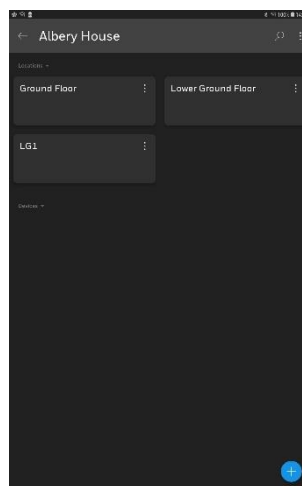 Albery House
Locations
Ground Floor
Lower Ground Floor
LG1
Devices